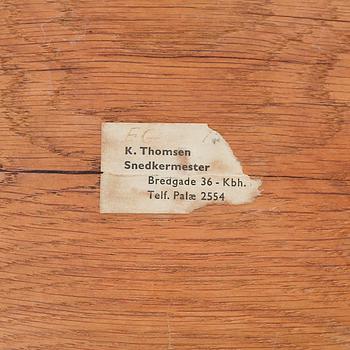 K. Thomsen
Snedkermester
Bredgade 36 - Kbh.
Telf. Palæ 2554